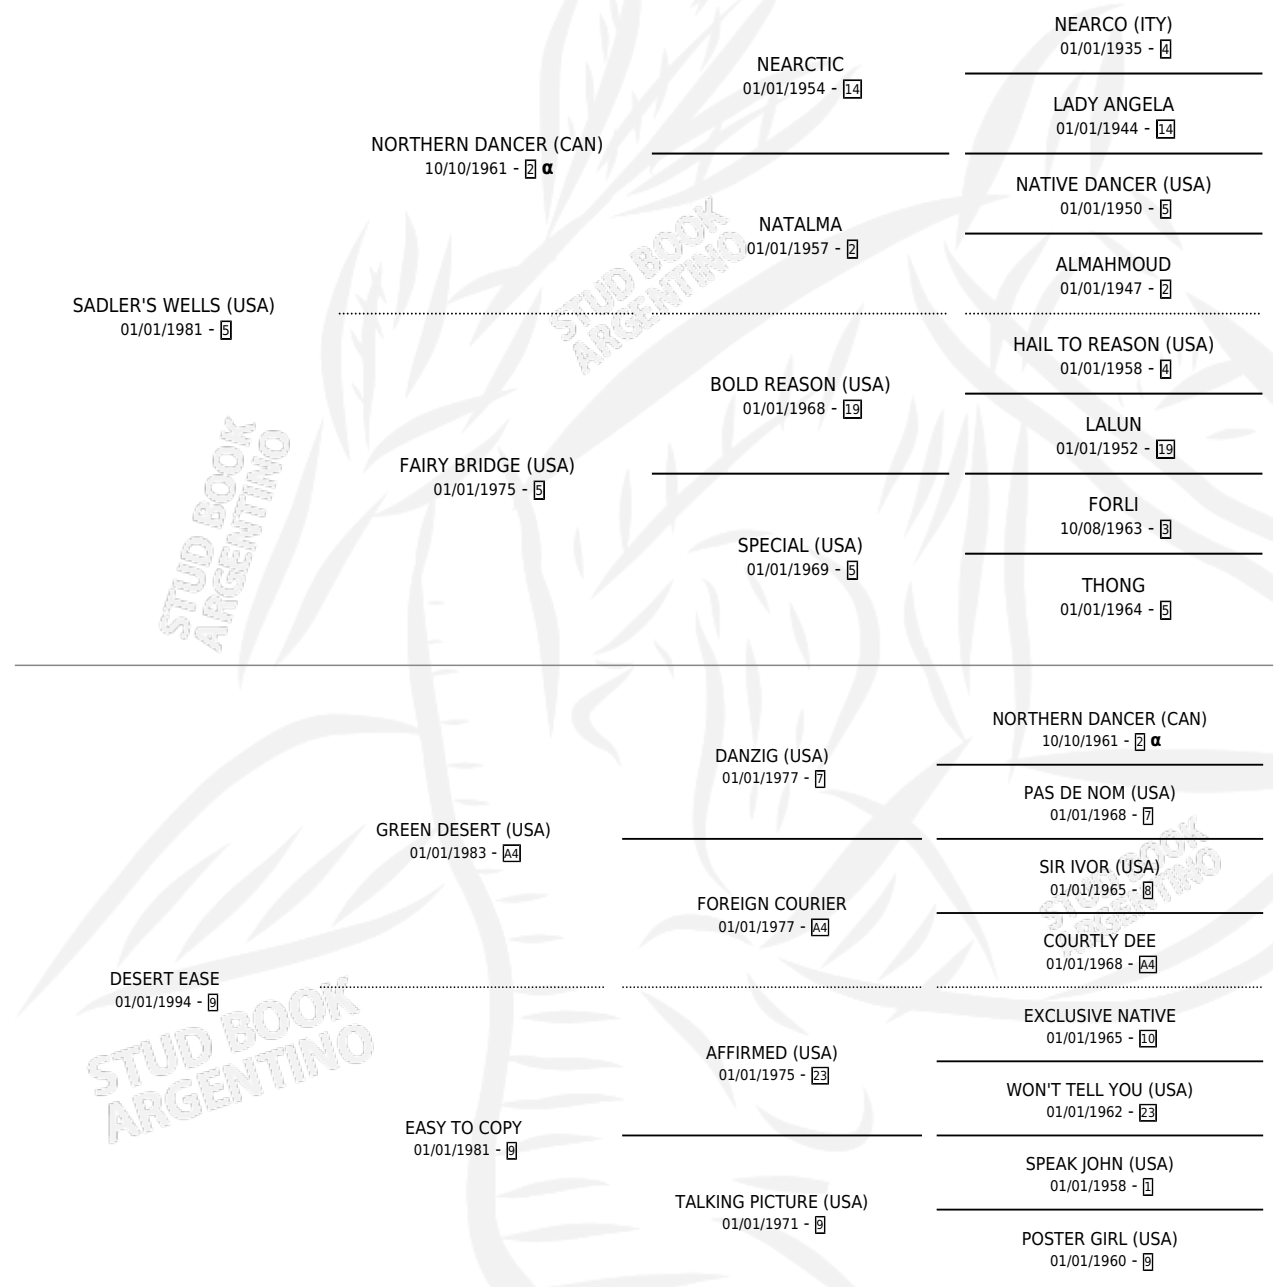 NEARCO (ITY)
01/01/1935 - 4
NEARCTIC
01/01/1954 - 14
LADY ANGELA
01/01/1944 - 14
NORTHERN DANCER (CAN)
10/10/1961 - 2 α
NATIVE DANCER (USA)
01/01/1950 - 5
NATALMA
01/01/1957 - 2
ALMAHMOUD
01/01/1947 - 2
SADLER'S WELLS (USA)
01/01/1981 - 5
HAIL TO REASON (USA)
01/01/1958 - 4
BOLD REASON (USA)
01/01/1968 - 19
LALUN
01/01/1952 - 19
FAIRY BRIDGE (USA)
01/01/1975 - 5
FORLI
10/08/1963 - 3
SPECIAL (USA)
01/01/1969 - 5
THONG
01/01/1964 - 5
NORTHERN DANCER (CAN)
10/10/1961 - 2 α
DANZIG (USA)
01/01/1977 - 7
PAS DE NOM (USA)
01/01/1968 - 7
GREEN DESERT (USA)
01/01/1983 - A4
SIR IVOR (USA)
01/01/1965 - 8
FOREIGN COURIER
01/01/1977 - A4
COURTLY DEE
01/01/1968 - A4
DESERT EASE
01/01/1994 - 9
EXCLUSIVE NATIVE
01/01/1965 - 10
AFFIRMED (USA)
01/01/1975 - 23
WON'T TELL YOU (USA)
01/01/1962 - 23
EASY TO COPY
01/01/1981 - 9
SPEAK JOHN (USA)
01/01/1958 - 1
TALKING PICTURE (USA)
01/01/1971 - 9
POSTER GIRL (USA)
01/01/1960 - 9
STUD BOOK
ARGENTINO
STUD BOOK
ARGENTINO
STUD BOOK
ARGENTINO
STUD BOOK
ARGENTINO